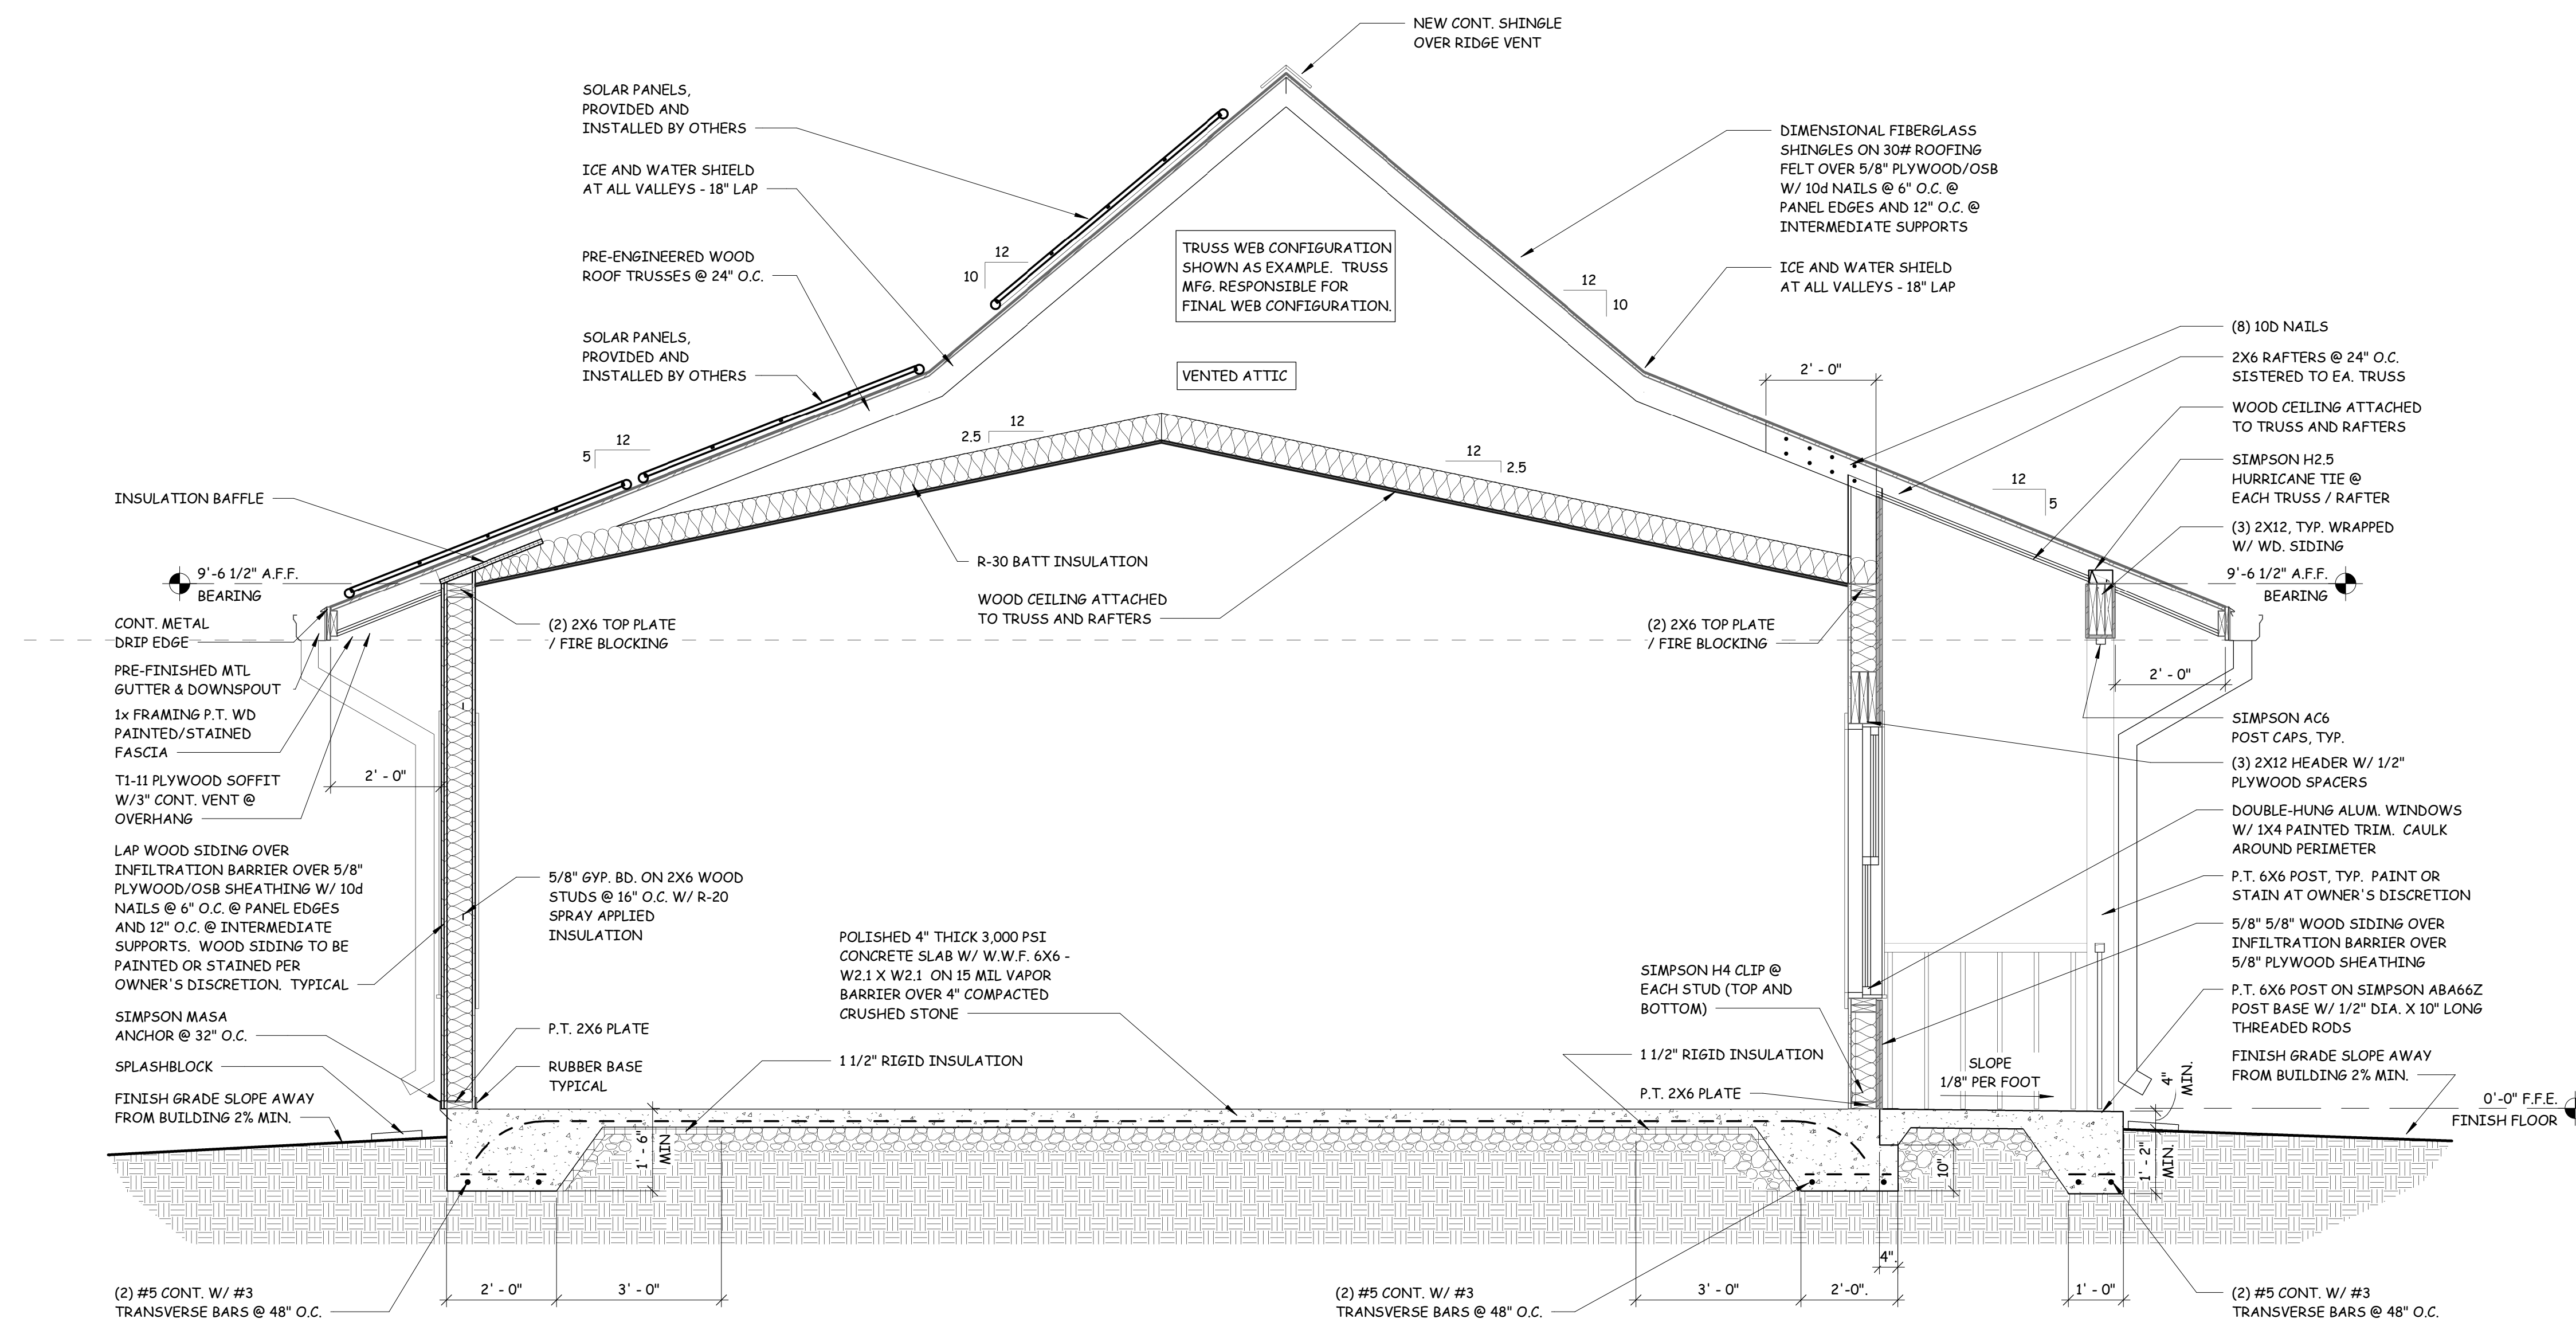 NEW CONT. SHINGLE
OVER RIDGE VENT
SOLAR PANELS,
PROVIDED AND
INSTALLED BY OTHERS
ICE AND WATER SHIELD
AT ALL VALLEYS - 18" LAP
PRE-ENGINEERED WOOD
ROOF TRUSSES @ 24" O.C.
SOLAR PANELS,
PROVIDED AND
INSTALLED BY OTHERS
12
10
12
5
12
2.5
TRUSS WEB CONFIGURATION
SHOWN AS EXAMPLE. TRUSS
MFG. RESPONSIBLE FOR
FINAL WEB CONFIGURATION.
VENTED ATTIC
12
10
12
2.5
2' - 0"
12
5
DIMENSIONAL FIBERGLASS
SHINGLES ON 30# ROOFING
FELT OVER 5/8" PLYWOOD/OSB
W/ 10d NAILS @ 6" O.C. @
PANEL EDGES AND 12" O.C. @
INTERMEDIATE SUPPORTS
ICE AND WATER SHIELD
AT ALL VALLEYS - 18" LAP
(8) 10D NAILS
2X6 RAFTERS @ 24" O.C.
SISTERED TO EA. TRUSS
WOOD CEILING ATTACHED
TO TRUSS AND RAFTERS
SIMPSON H2.5
HURRICANE TIE @
EACH TRUSS / RAFTER
(3) 2X12, TYP. WRAPPED
W/ WD. SIDING
9'-6 1/2" A.F.F.
BEARING
2' - 0"
SIMPSON AC6
POST CAPS, TYP.
(3) 2X12 HEADER W/ 1/2"
PLYWOOD SPACERS
DOUBLE-HUNG ALUM. WINDOWS
W/ 1X4 PAINTED TRIM. CAULK
AROUND PERIMETER
P.T. 6X6 POST, TYP. PAINT OR
STAIN AT OWNER'S DISCRETION
5/8" 5/8" WOOD SIDING OVER
INFILTRATION BARRIER OVER
5/8" PLYWOOD SHEATHING
P.T. 6X6 POST ON SIMPSON ABA66Z
POST BASE W/ 1/2" DIA. X 10" LONG
THREADED RODS
FINISH GRADE SLOPE AWAY
FROM BUILDING 2% MIN.
0'-0" F.F.E.
FINISH FLOOR
INSULATION BAFFLE
9'-6 1/2" A.F.F.
BEARING
CONT. METAL
DRIP EDGE
PRE-FINISHED MTL
GUTTER & DOWNSPOUT
1x FRAMING P.T. WD
PAINTED/STAINED
FASCIA
T1-11 PLYWOOD SOFFIT
W/3" CONT. VENT @
OVERHANG
2' - 0"
LAP WOOD SIDING OVER
INFILTRATION BARRIER OVER 5/8"
PLYWOOD/OSB SHEATHING W/ 10d
NAILS @ 6" O.C. @ PANEL EDGES
AND 12" O.C. @ INTERMEDIATE
SUPPORTS. WOOD SIDING TO BE
PAINTED OR STAINED PER
OWNER'S DISCRETION. TYPICAL
SIMPSON MASA
ANCHOR @ 32" O.C.
SPLASHBLOCK
FINISH GRADE SLOPE AWAY
FROM BUILDING 2% MIN.
R-30 BATT INSULATION
WOOD CEILING ATTACHED
TO TRUSS AND RAFTERS
(2) 2X6 TOP PLATE
/ FIRE BLOCKING
(2) 2X6 TOP PLATE
/ FIRE BLOCKING
5/8" GYP. BD. ON 2X6 WOOD
STUDS @ 16" O.C. W/ R-20
SPRAY APPLIED
INSULATION
P.T. 2X6 PLATE
RUBBER BASE
TYPICAL
POLISHED 4" THICK 3,000 PSI
CONCRETE SLAB W/ W.W.F. 6X6 -
W2.1 X W2.1 ON 15 MIL VAPOR
BARRIER OVER 4" COMPACTED
CRUSHED STONE
1 1/2" RIGID INSULATION
SIMPSON H4 CLIP @
EACH STUD (TOP AND
BOTTOM)
1 1/2" RIGID INSULATION
P.T. 2X6 PLATE
SLOPE
1/8" PER FOOT
4"
MIN.
1' - 6"
MIN
10"
1' - 2"
MIN.
4"
(2) #5 CONT. W/ #3
TRANSVERSE BARS @ 48" O.C.
2' - 0"
3' - 0"
(2) #5 CONT. W/ #3
TRANSVERSE BARS @ 48" O.C.
3' - 0"
2'-0".
1' - 0"
(2) #5 CONT. W/ #3
TRANSVERSE BARS @ 48" O.C.